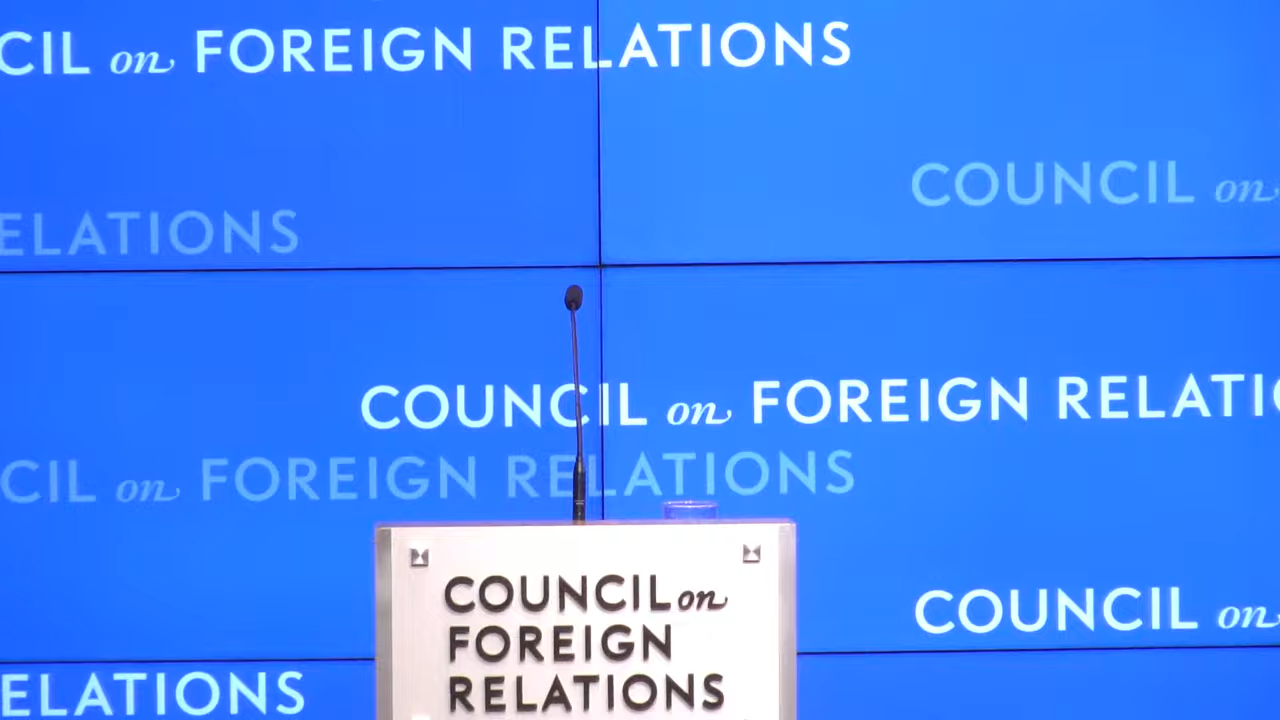 CIL on FOREIGN RELATIONS
COUNCIL on
ELATIONS
COUNCIL on FOREIGN RELATIO
CIL on FOREIGN RELATIONS
COUNCIL on
FOREIGN
RELATIONS
COUNCIL on
ELATIONS